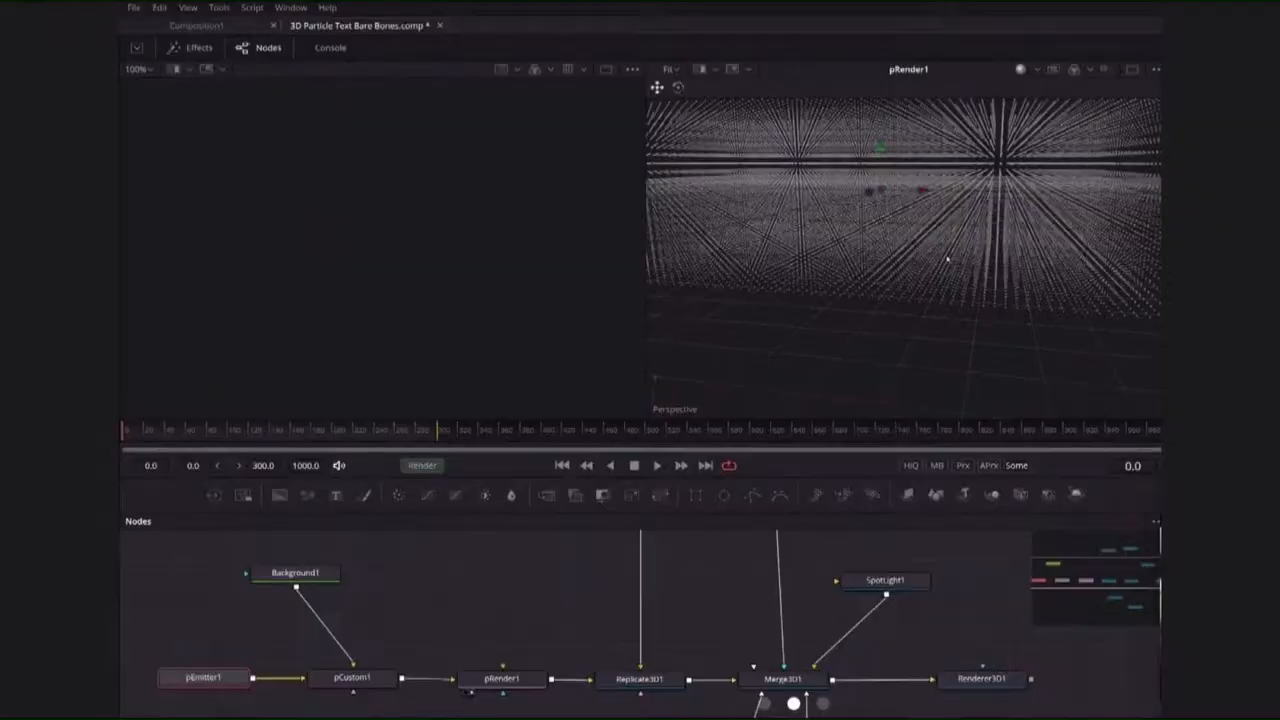 File Edit View Tools Script Window Help
Composition1 3D Particle Text Bare Bones.comp *
Effects Nodes Console
100% Fit pRender1
Perspective
0.0 0.0 300.0 1000.0 Render HiQ MB Prx APrx Some 0.0
Nodes
Background1 SpotLight1
pEmitter1 pCustom1 pRender1 Replicate3D1 Merge3D1 Renderer3D1